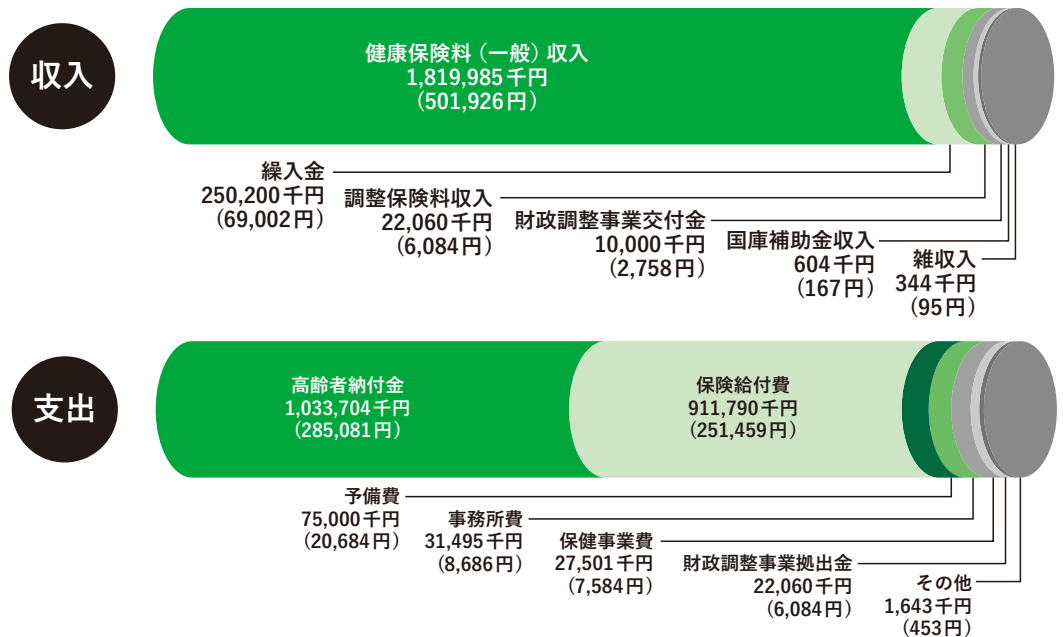 収入
健康保険料（一般）収入
1,819,985千円
(501,926円)
繰入金
250,200千円
(69,002円)
調整保険料収入
22,060千円
(6,084円)
財政調整事業交付金
10,000千円
(2,758円)
国庫補助金収入
604千円
(167円)
雑収入
344千円
(95円)
支出
高齢者納付金
1,033,704千円
(285,081円)
保険給付費
911,790千円
(251,459円)
予備費
75,000千円
(20,684円)
事務所費
31,495千円
(8,686円)
保健事業費
27,501千円
(7,584円)
財政調整事業拠出金
22,060千円
(6,084円)
その他
1,643千円
(453円)